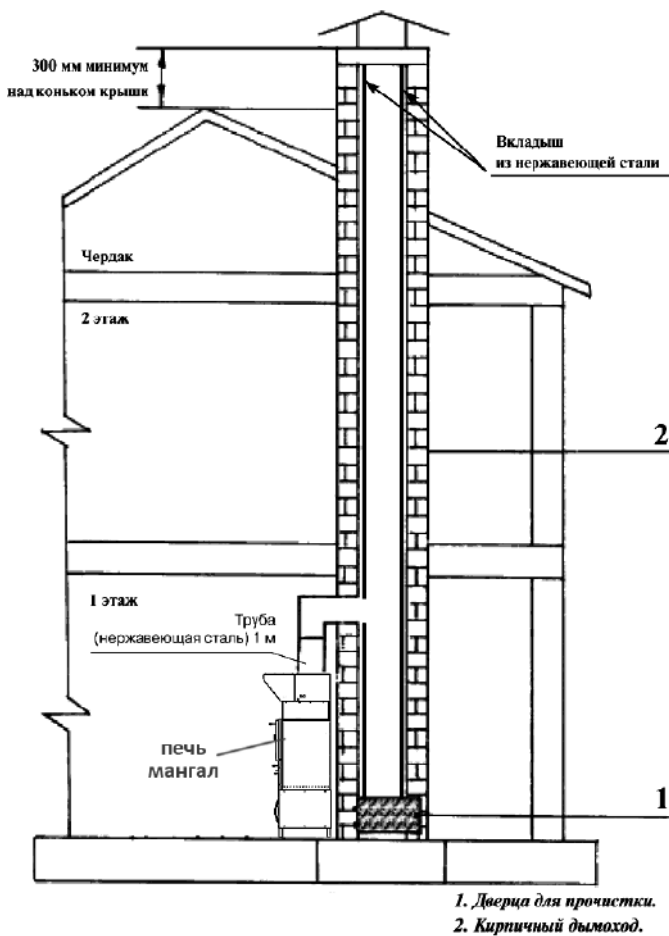 300 мм минимум
над коньком крыши
Вкладыш
из нержавеющей стали
Чердак
2 этаж
2
1 этаж
Труба
(нержавеющая сталь) 1 м
печь
мангал
1
1. Дверца для прочистки.
2. Кирпичный дымоход.